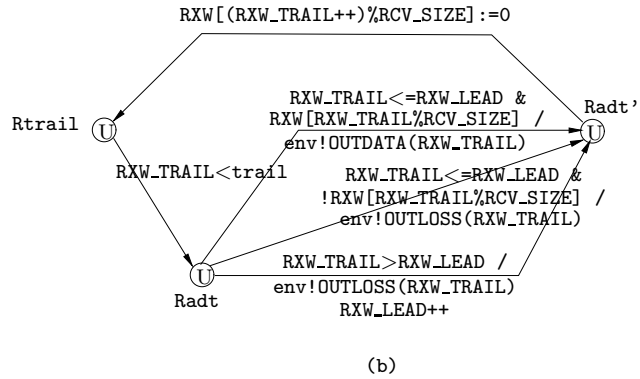 RXW[(RXW_TRAIL++)%RCV_SIZE]:=0
Rtrail
U
RXW_TRAIL<=RXW_LEAD &
RXW[RXW_TRAIL%RCV_SIZE] /
env!OUTDATA(RXW_TRAIL)
Radt'
U
RXW_TRAIL<trail
RXW_TRAIL<=RXW_LEAD &
!RXW[RXW_TRAIL%RCV_SIZE] /
env!OUTLOSS(RXW_TRAIL)
U
Radt
RXW_TRAIL>RXW_LEAD /
env!OUTLOSS(RXW_TRAIL)
RXW_LEAD++
(b)